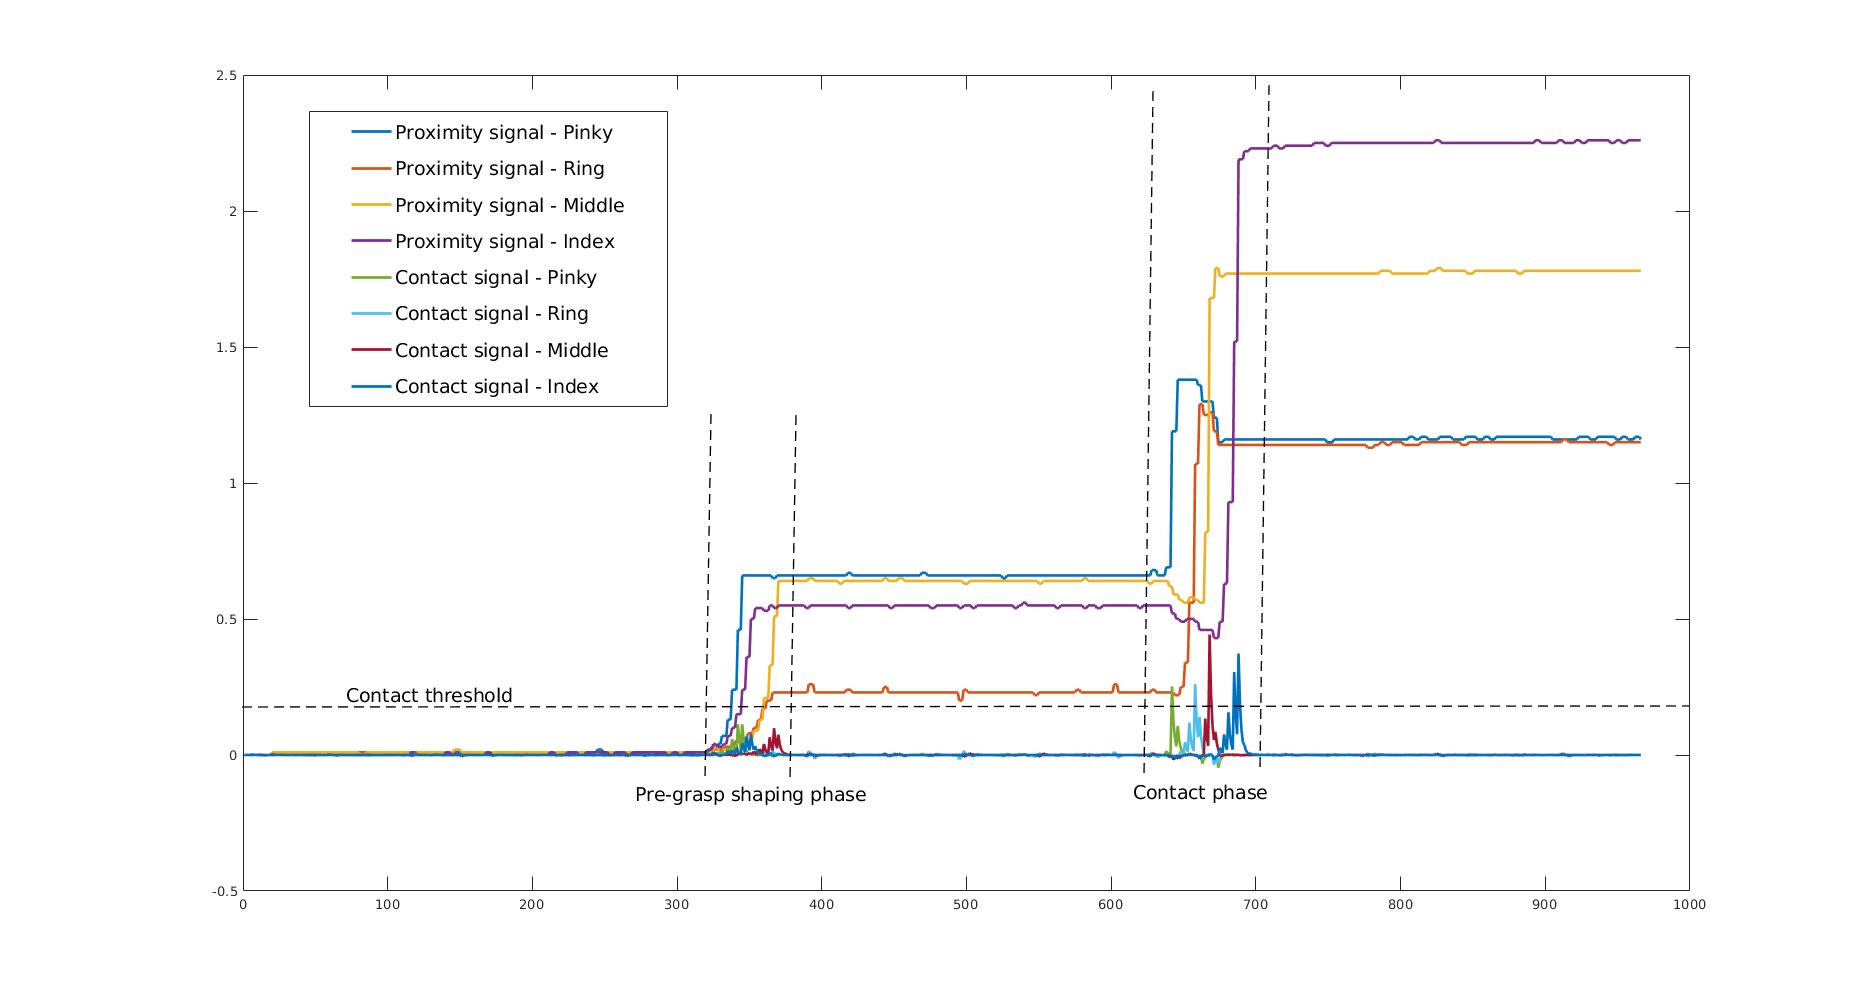 2.5
2
1.5
1
0.5
0
-0.5
Proximity signal - Pinky
Proximity signal - Ring
Proximity signal - Middle
Proximity signal - Index
Contact signal - Pinky
Contact signal - Ring
Contact signal - Middle
Contact signal - Index
Contact threshold
Pre-grasp shaping phase
Contact phase
0 100 200 300 400 500 600 700 800 900 1000